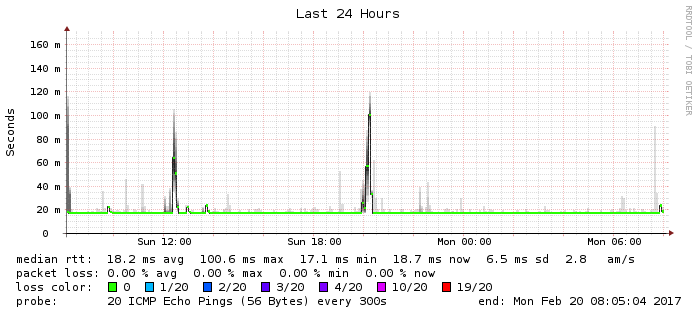 Last 24 Hours
RRDTOOL / TOBI OETIKER
Seconds
160 m
140 m
120 m
100 m
80 m
60 m
40 m
20 m
0
Sun 12:00 Sun 18:00 Mon 00:00 Mon 06:00
median rtt: 18.2 ms avg 100.6 ms max 17.1 ms min 18.7 ms now 6.5 ms sd 2.8 am/s
packet loss: 0.00 % avg 0.00 % max 0.00 % min 0.00 % now
loss color: 0 1/20 2/20 3/20 4/20 10/20 19/20
probe: 20 ICMP Echo Pings (56 Bytes) every 300s end: Mon Feb 20 08:05:04 2017